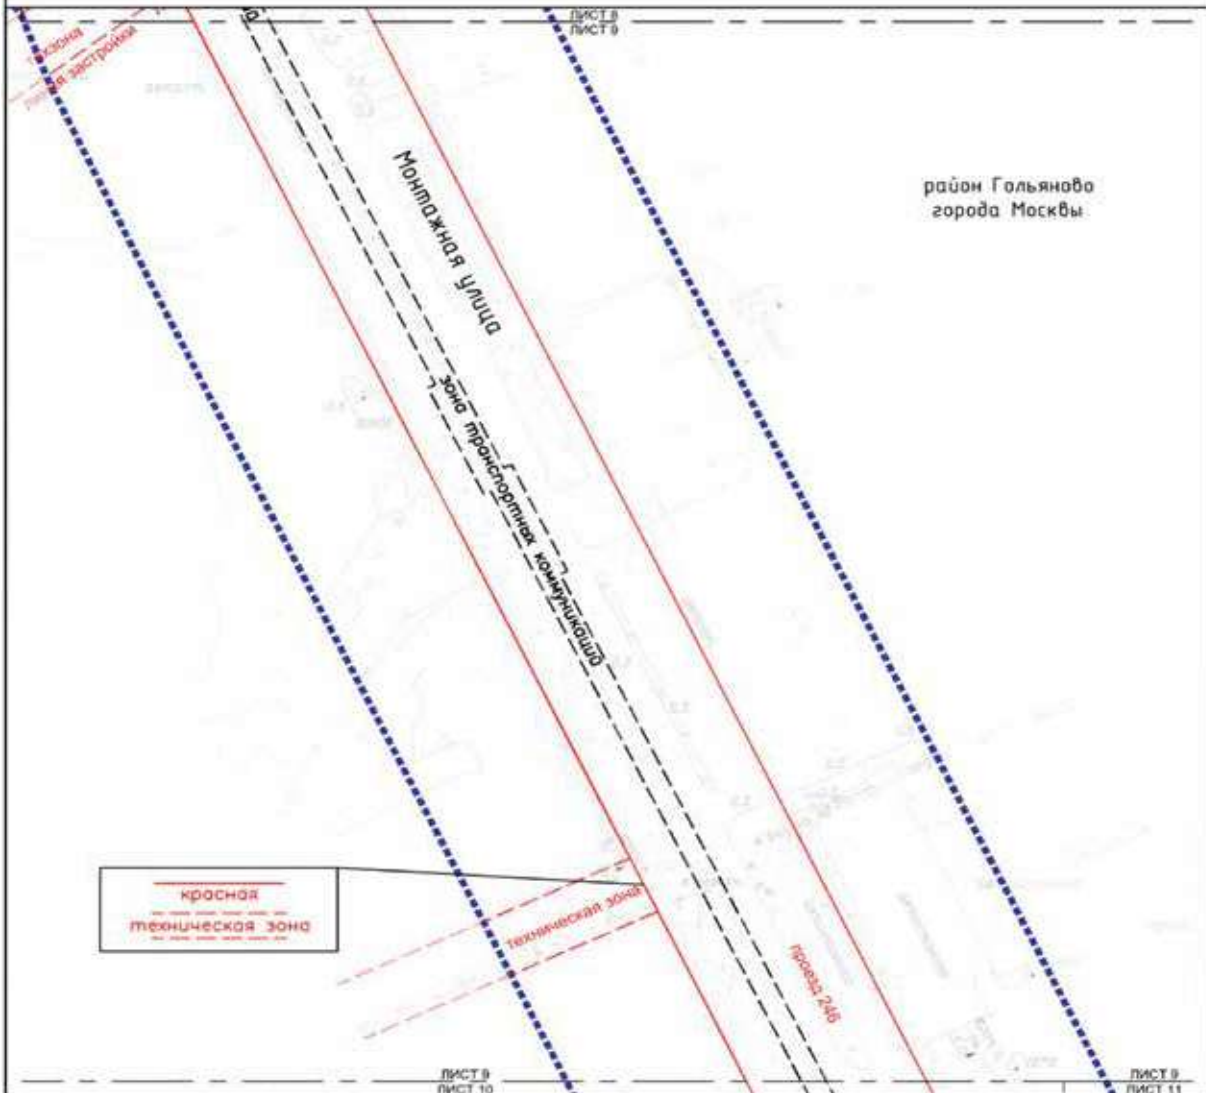 ЛИСТ 8
ЛИСТ 9
техзона
линия застройки
район Гольяново
города Москвы
Монтажная улица
зона транспортных коммуникаций
красная
техническая зона
техническая зона
проезд 246
ЛИСТ 9
ЛИСТ 10
ЛИСТ 9
ЛИСТ 11